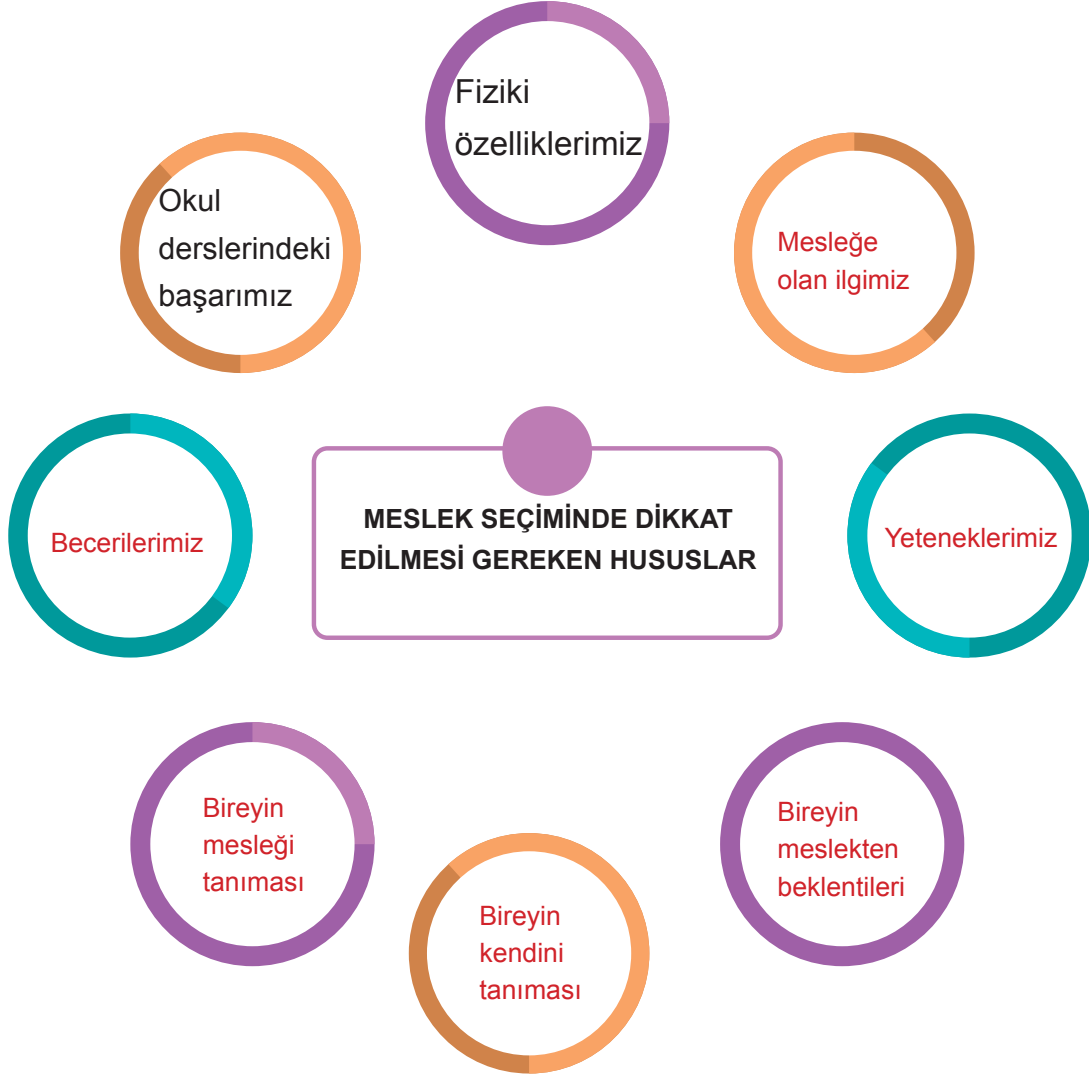 Fiziki
özelliklerimiz
Okul
derslerindeki
başarımız
Mesleğe
olan ilgimiz
Becerilerimiz
MESLEK SEÇİMİNDE DİKKAT
EDİLMESİ GEREKEN HUSUSLAR
Yeteneklerimiz
Bireyin
mesleği
tanıması
Bireyin
kendini
tanıması
Bireyin
meslekten
beklentileri